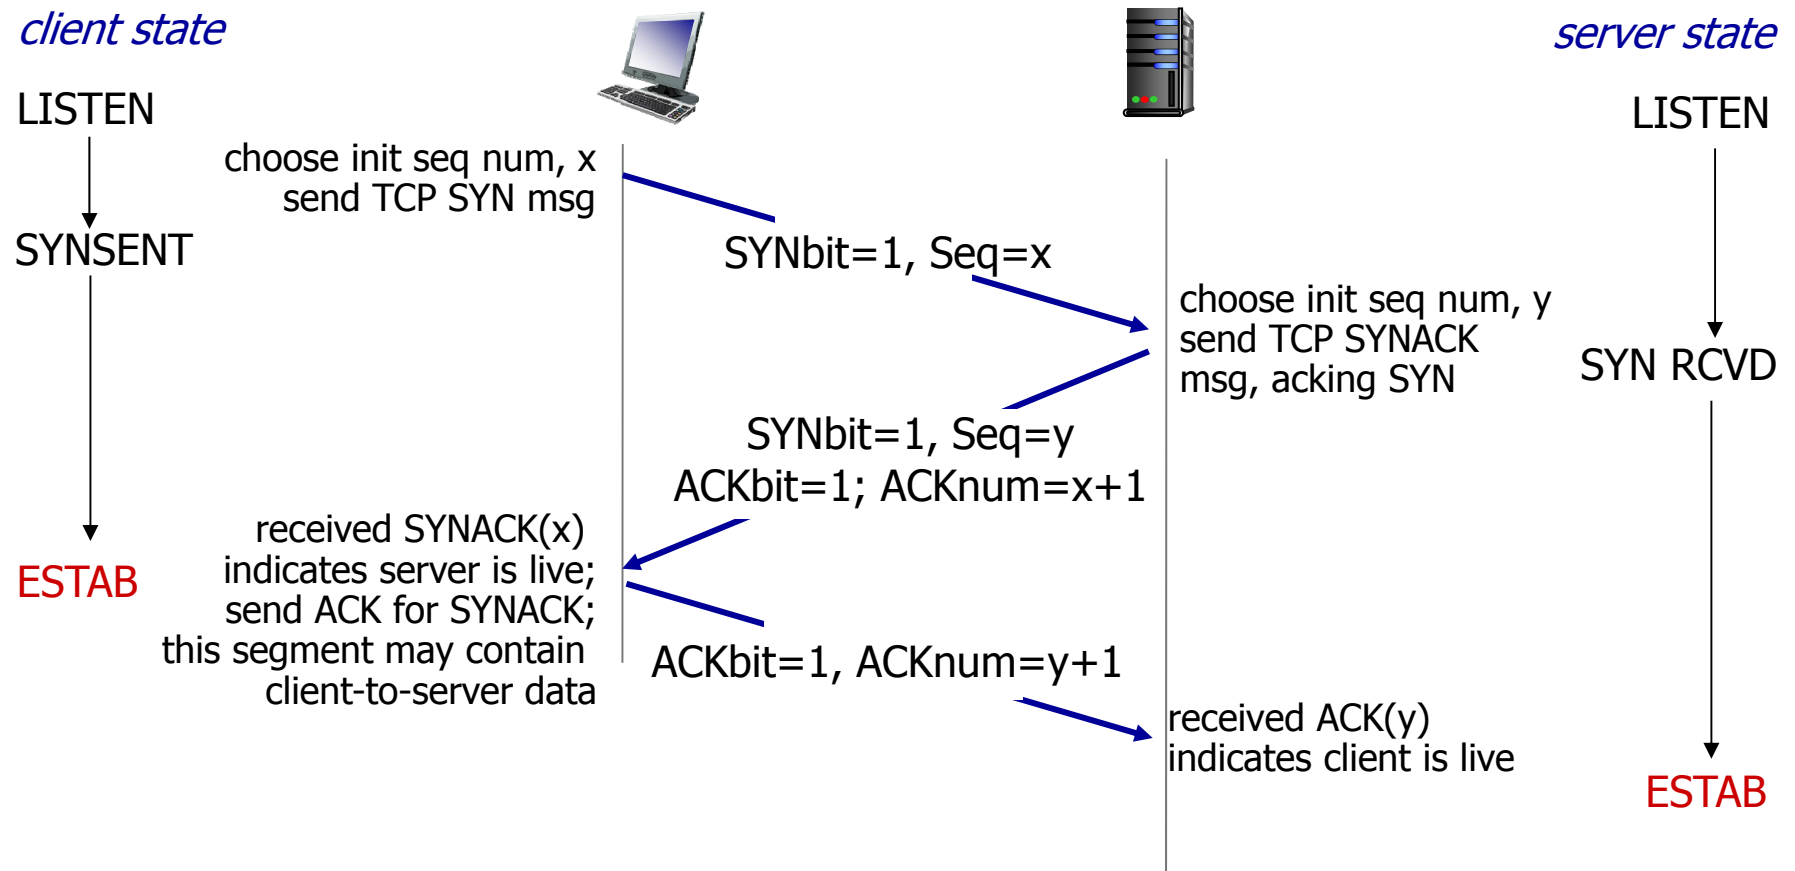 client state
server state
LISTEN
LISTEN
choose init seq num, x
send TCP SYN msg
SYNSENT
SYNbit=1, Seq=x
choose init seq num, y
send TCP SYNACK
msg, acking SYN
SYN RCVD
SYNbit=1, Seq=y
ACKbit=1; ACKnum=x+1
received SYNACK(x)
indicates server is live;
send ACK for SYNACK;
this segment may contain
client-to-server data
ESTAB
ACKbit=1, ACKnum=y+1
received ACK(y)
indicates client is live
ESTAB